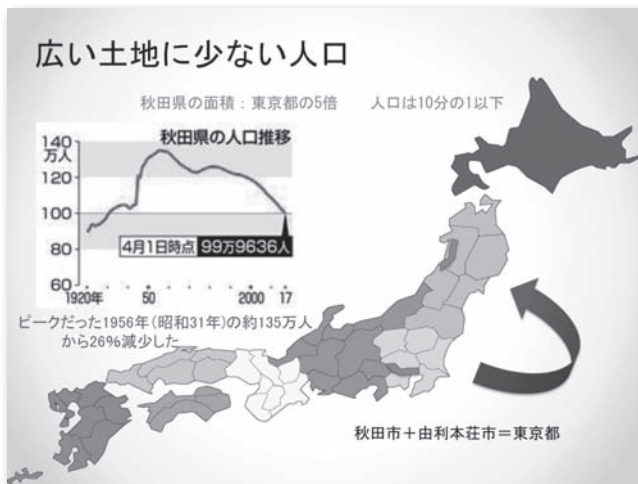 広い土地に少ない人口
秋田県の面積：東京都の5倍　人口は10分の1以下
秋田県の人口推移
140
万人
120
100
80
60
4月1日時点 99万9636人
1920年 50 2000 17
ピークだった1956年（昭和31年）の約135万人
から26％減少した
秋田市＋由利本荘市＝東京都